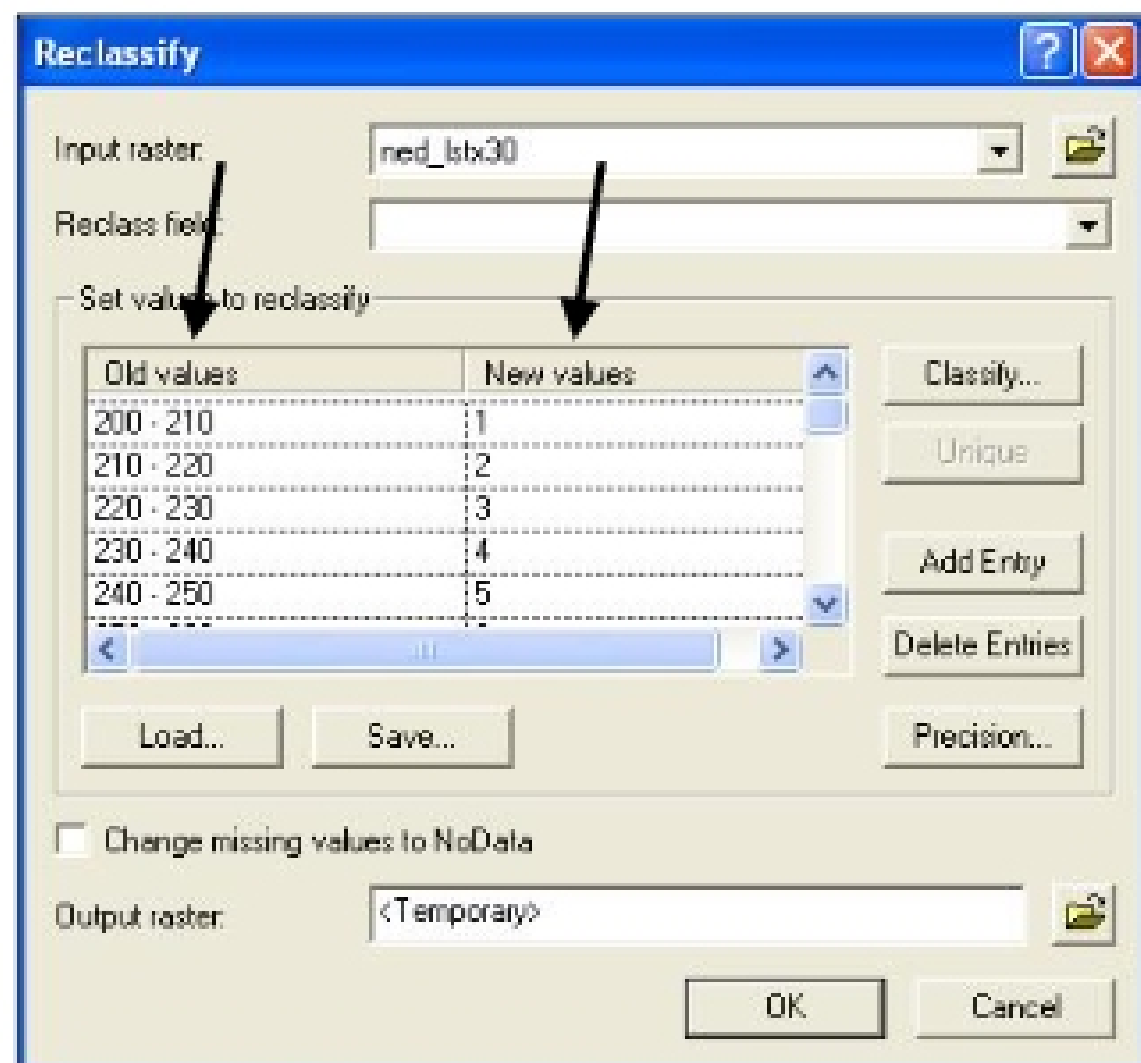 Reclassify
Input raster:
ned_lstx30
Reclass field:
Set values to reclassify
Old values New values
200 - 210 1
210 - 220 2
220 - 230 3
230 - 240 4
240 - 250 5
Classify...
Unique
Add Entry
Delete Entries
Load... Save... Precision...
Change missing values to NoData
Output raster: <Temporary>
OK Cancel